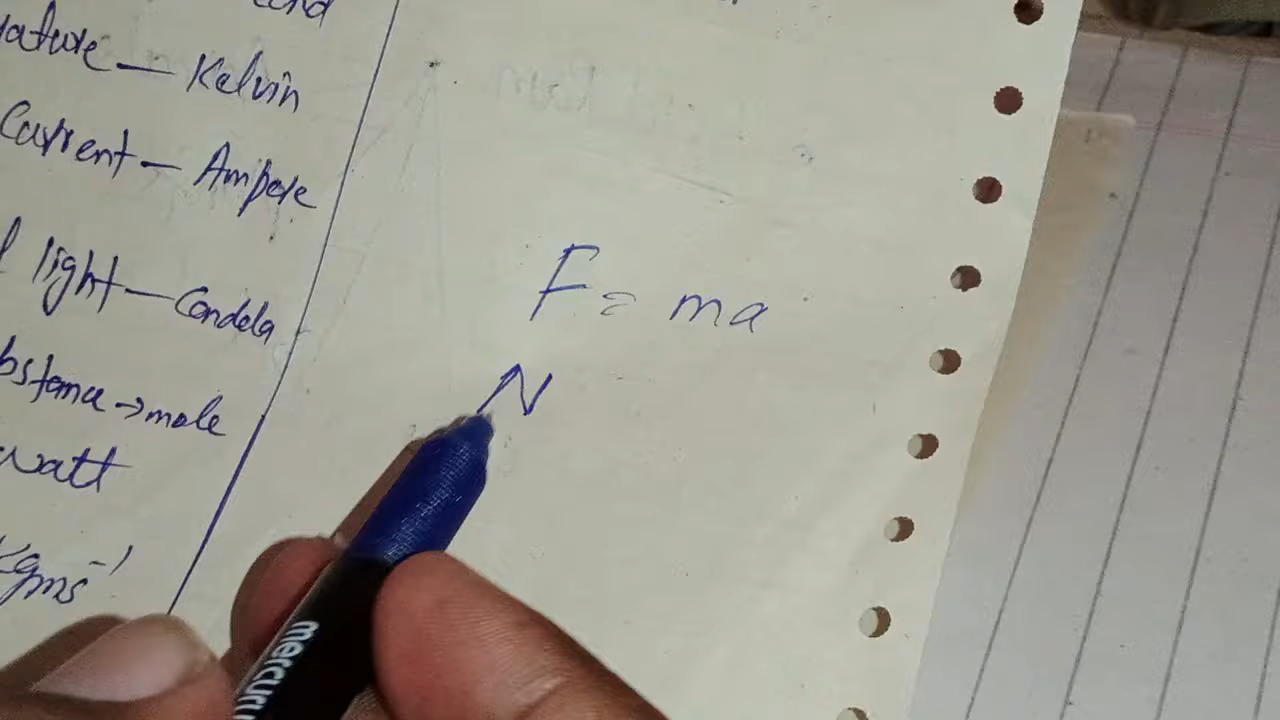 ature — Kelvin
Current — Ampere
light — Candela
bstance → mole
Watt
Kgms⁻¹
F = ma
N
mercury